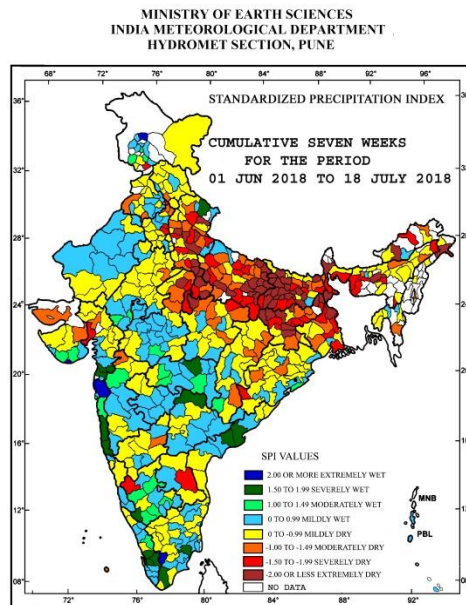 MINISTRY OF EARTH SCIENCES
INDIA METEOROLOGICAL DEPARTMENT
HYDROMET SECTION, PUNE
68° 72° 76° 80° 84° 88° 92° 96°
36°
STANDARDIZED PRECIPITATION INDEX
CUMULATIVE SEVEN WEEKS
FOR THE PERIOD
01 JUN 2018 TO 18 JULY 2018
32°
28°
24°
20°
16°
12°
08°
SPI VALUES
2.00 OR MORE EXTREMELY WET
1.50 TO 1.99 SEVERELY WET
1.00 TO 1.49 MODERATELY WET
0 TO 0.99 MILDLY WET
0 TO -0.99 MILDLY DRY
-1.00 TO -1.49 MODERATELY DRY
-1.50 TO -1.99 SEVERELY DRY
-2.00 OR LESS EXTREMELY DRY
NO DATA
MNB
PBL
72° 76° 80° 84° 88° 92°